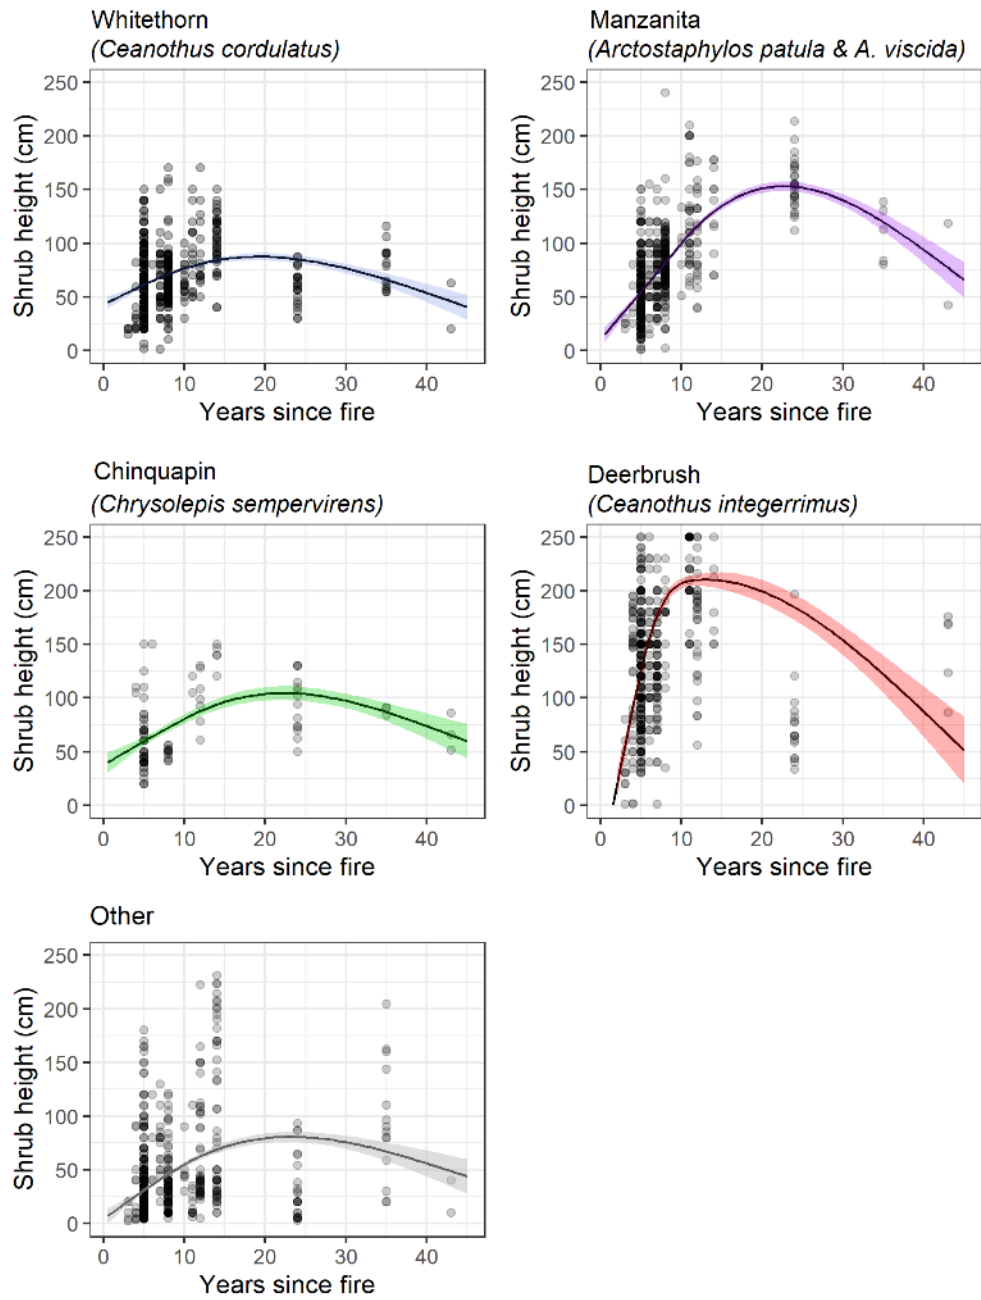 Whitethorn
(Ceanothus cordulatus)
250
200
150
100
50
0
Shrub height (cm)
0 10 20 30 40
Years since fire
Manzanita
(Arctostaphylos patula & A. viscida)
250
200
150
100
50
0
Shrub height (cm)
0 10 20 30 40
Years since fire
Chinquapin
(Chrysolepis sempervirens)
250
200
150
100
50
0
Shrub height (cm)
0 10 20 30 40
Years since fire
Deerbrush
(Ceanothus integerrimus)
250
200
150
100
50
0
Shrub height (cm)
0 10 20 30 40
Years since fire
Other
250
200
150
100
50
0
Shrub height (cm)
0 10 20 30 40
Years since fire